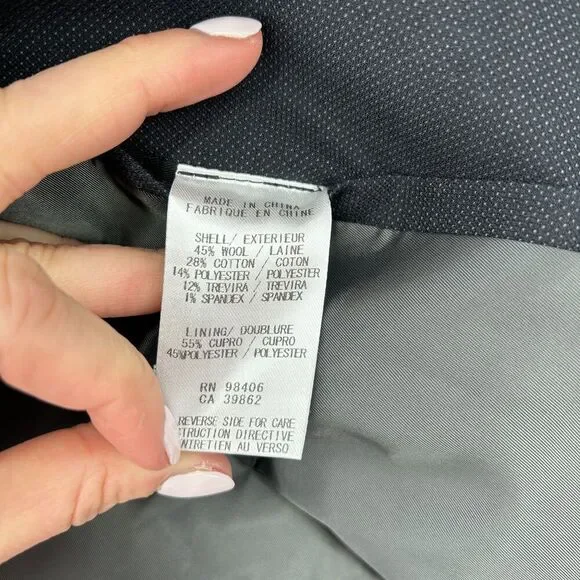 MADE IN CHINA
FABRIQUE EN CHINE
SHELL/ EXTERIEUR
45% WOOL / LAINE
28% COTTON / COTON
14% POLYESTER / POLYESTER
12% TREVIRA / TREVIRA
1% SPANDEX / SPANDEX
LINING/ DOUBLURE
55% CUPRO / CUPRO
45%POLYESTER / POLYESTER
RN 98406
CA 39862
REVERSE SIDE FOR CARE
STRUCTION DIRECTIVE
NTRETIEN AU VERSO